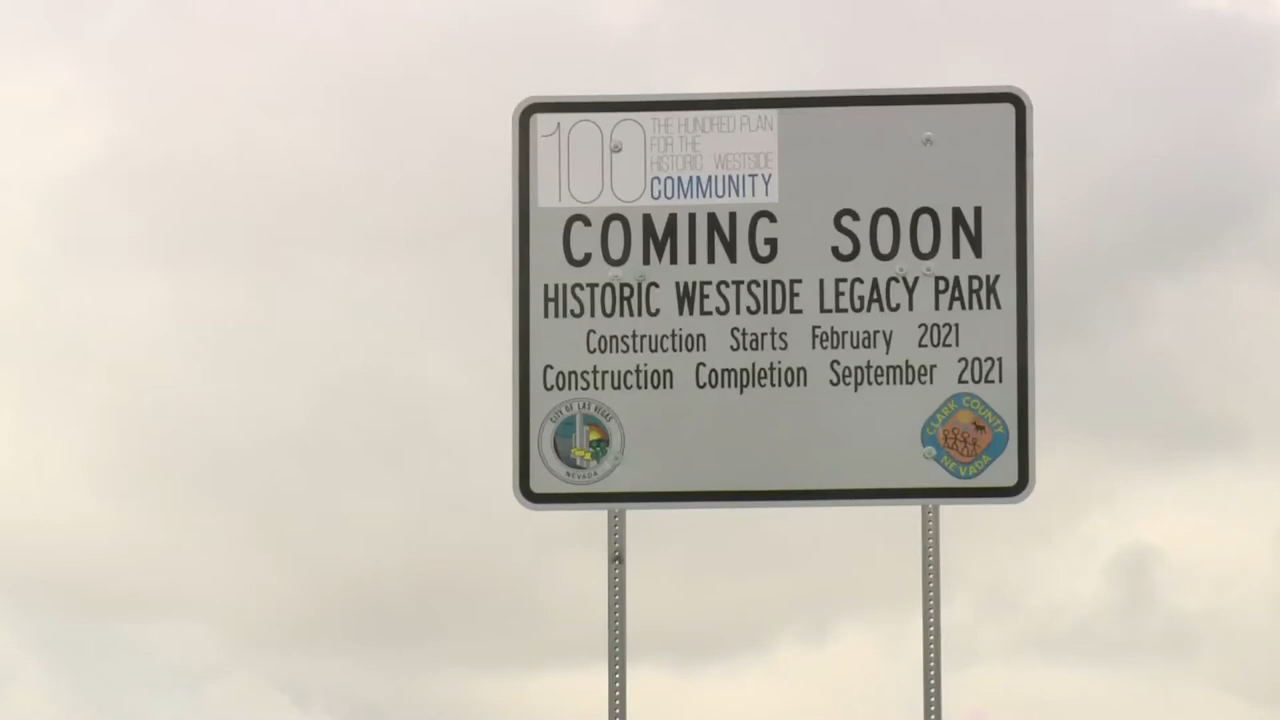 100
THE HUNDRED PLAN
FOR THE
HISTORIC WESTSIDE
COMMUNITY
COMING SOON
HISTORIC WESTSIDE LEGACY PARK
Construction Starts February 2021
Construction Completion September 2021
CITY OF LAS VEGAS
NEVADA
CLARK COUNTY
NEVADA